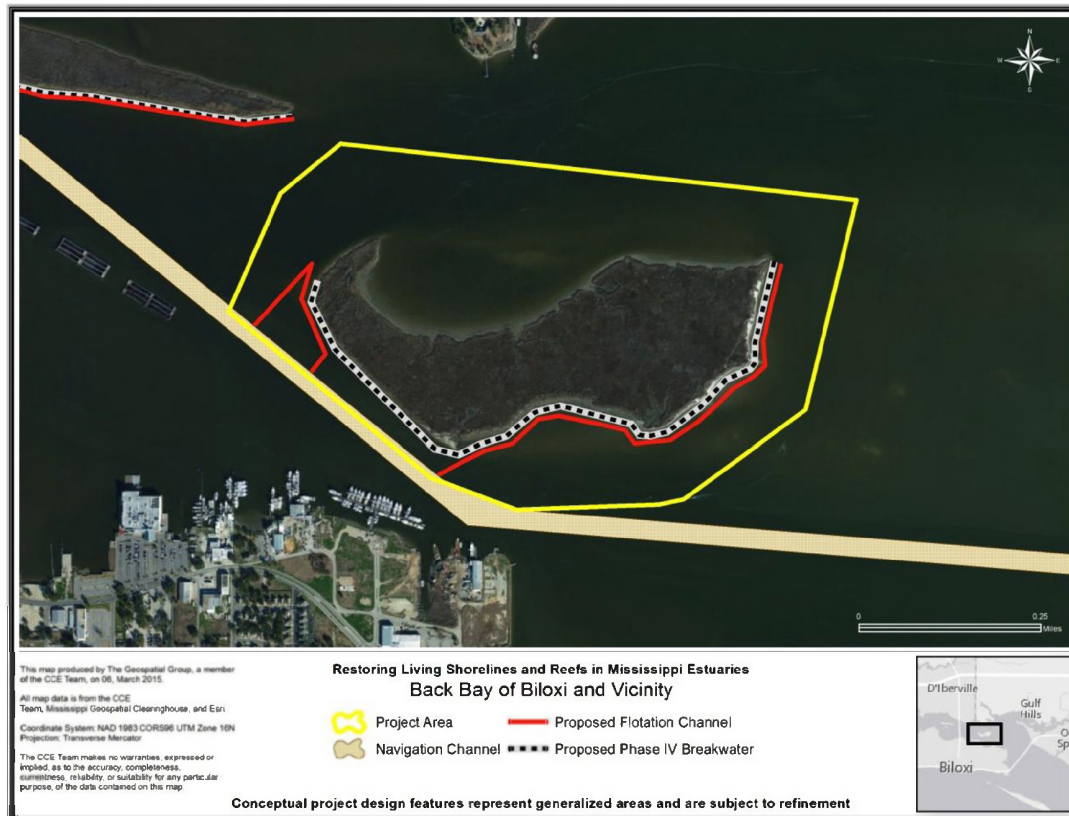 N
W
E
S
0
0.25
Miles
This map produced by The Geospatial Group, a member
of the CCE Team, on 06, March 2015.
All map data is from the CCE
Team, Mississippi Geospatial Clearinghouse, and Esri
Coordinate System: NAD 1983 CORS96 UTM Zone 16N
Projection: Transverse Mercator
The CCE Team makes no warranties, expressed or
implied, as to the accuracy, completeness,
currentness, reliability, or suitability for any particular
purpose, of the data contained on this map
Restoring Living Shorelines and Reefs in Mississippi Estuaries
Back Bay of Biloxi and Vicinity
Project Area
Proposed Flotation Channel
Navigation Channel
Proposed Phase IV Breakwater
Conceptual project design features represent generalized areas and are subject to refinement
D'Iberville
Gulf
Hills
O
Sp
Biloxi